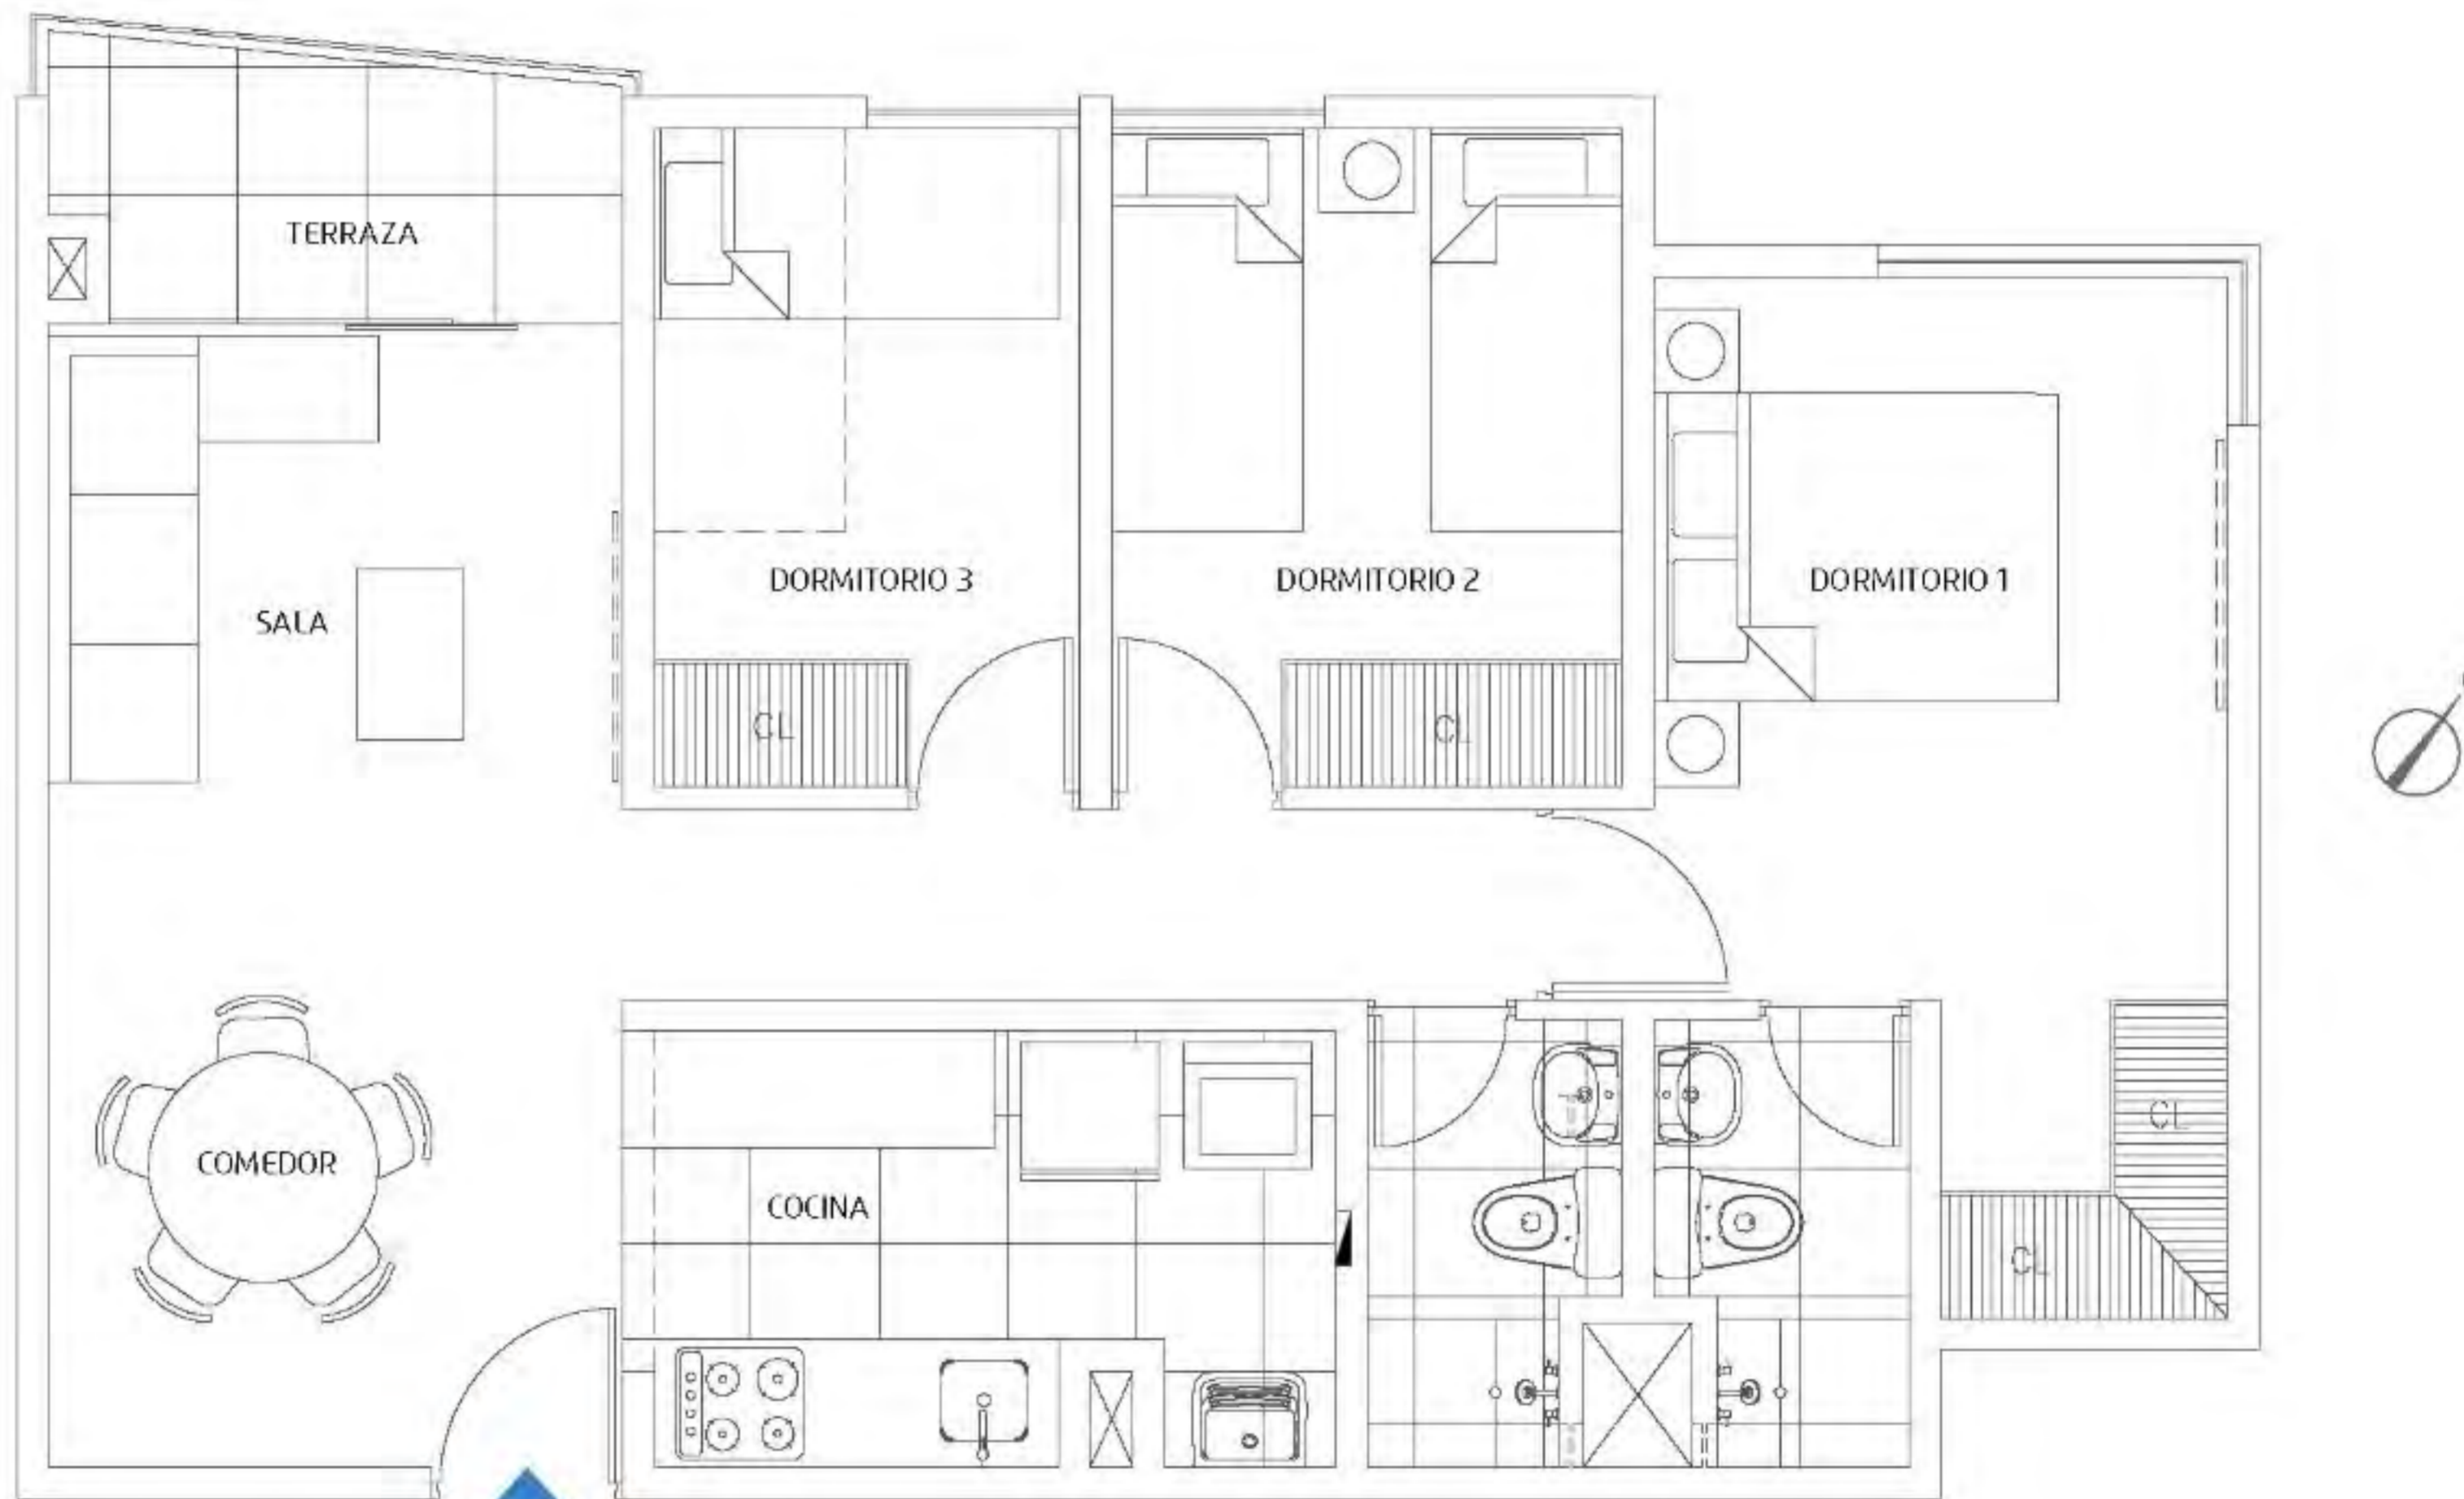 TERRAZA
DORMITORIO 3
DORMITORIO 2
DORMITORIO 1
SALA
CL
CL
COMEDOR
COCINA
CL
CL